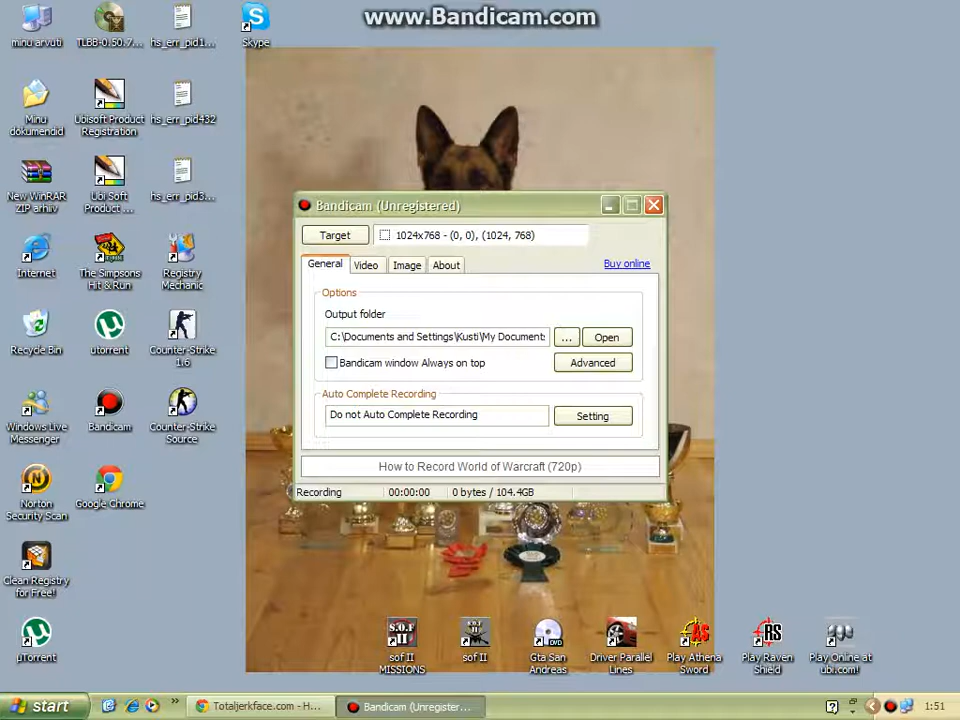 www.Bandicam.com
minu arvuti
TLBB-0.50.7...
hs_err_pid1...
Skype
Minu dokumendid
Ubisoft Product Registration
hs_err_pid432
New WinRAR ZIP arhiv
Ubi Soft Product ...
hs_err_pid3...
Internet
The Simpsons Hit & Run
Registry Mechanic
Recycle Bin
utorrent
Counter-Strike 1.6
Windows Live Messenger
Bandicam
Counter-Strike Source
Norton Security Scan
Google Chrome
Clean Registry for Free!
µTorrent
Bandicam (Unregistered)
Target
1024x768 - (0, 0), (1024, 768)
General
Video
Image
About
Buy online
Options
Output folder
C:\Documents and Settings\Kusti\My Documents
...
Open
Bandicam window Always on top
Advanced
Auto Complete Recording
Do not Auto Complete Recording
Setting
How to Record World of Warcraft (720p)
Recording
00:00:00
0 bytes / 104.4GB
S.O.F II
DVD
AS
RS
sof II MISSIONS
sof II
Gta San Andreas
Driver Parallel Lines
Play Athena Sword
Play Raven Shield
Play Online at ubi.com!
start
Totaljerkface.com - H...
Bandicam (Unregister...
1:51